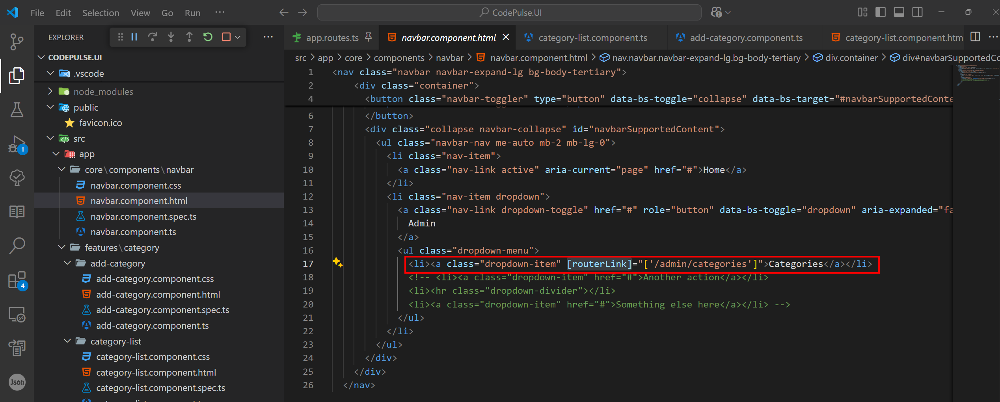 File Edit Selection View Go Run ···
CodePulse.UI
EXPLORER
app.routes.ts
navbar.component.html
category-list.component.ts
add-category.component.ts
category-list.component.htm
CODEPULSE.UI
.vscode
node_modules
public
favicon.ico
src
app
core\components\navbar
navbar.component.css
navbar.component.html
navbar.component.spec.ts
navbar.component.ts
features\category
add-category
add-category.component.css
add-category.component.html
add-category.component.spec.ts
add-category.component.ts
category-list
category-list.component.css
category-list.component.html
category-list.component.spec.ts
1
4
Json
src > app > core > components > navbar > navbar.component.html > nav.navbar.navbar-expand-lg.bg-body-tertiary > div.container > div#navbarSupportedCo
1 <nav class="navbar navbar-expand-lg bg-body-tertiary">
2 <div class="container">
4 <button class="navbar-toggler" type="button" data-bs-toggle="collapse" data-bs-target="#navbarSupportedConte
6 </button>
7 <div class="collapse navbar-collapse" id="navbarSupportedContent">
8 <ul class="navbar-nav me-auto mb-2 mb-lg-0">
9 <li class="nav-item">
10 <a class="nav-link active" aria-current="page" href="#">Home</a>
11 </li>
12 <li class="nav-item dropdown">
13 <a class="nav-link dropdown-toggle" href="#" role="button" data-bs-toggle="dropdown" aria-expanded="fa
14 Admin
15 </a>
16 <ul class="dropdown-menu">
17 <li><a class="dropdown-item" [routerLink]="['/admin/categories']">Categories</a></li>
18 <!-- <li><a class="dropdown-item" href="#">Another action</a></li>
19 <li><hr class="dropdown-divider"></li>
20 <li><a class="dropdown-item" href="#">Something else here</a></li> -->
21 </ul>
22 </li>
23 </ul>
24 </div>
25 </div>
26 </nav>